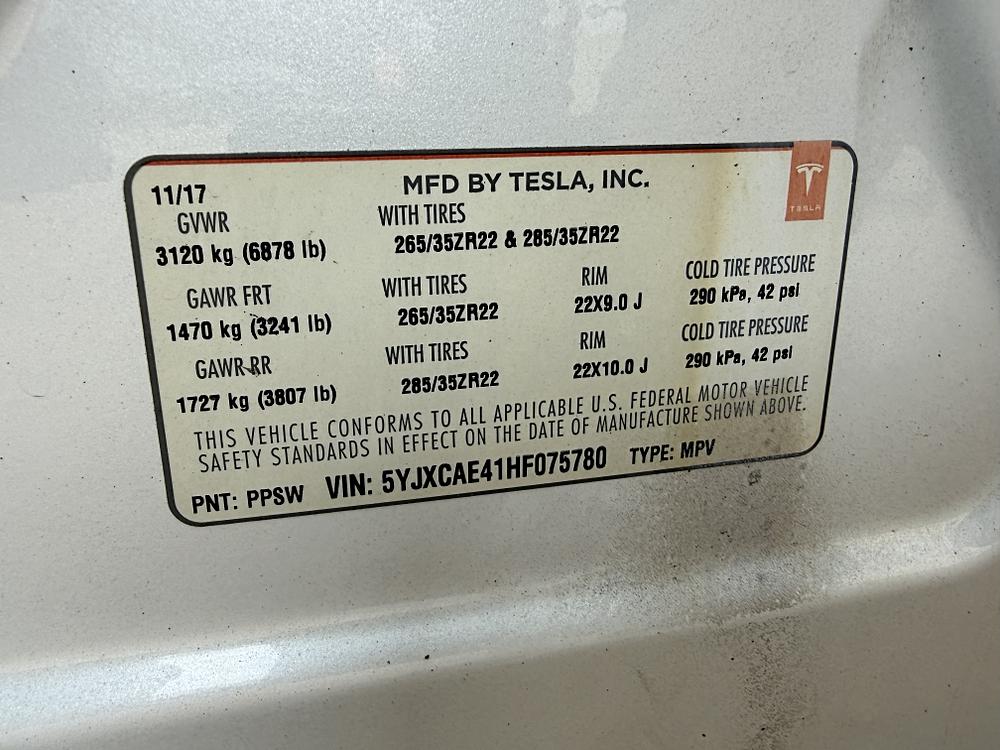 11/17 MFD BY TESLA, INC.
TESLA
GVWR WITH TIRES
3120 kg (6878 lb) 265/35ZR22 & 285/35ZR22
GAWR FRT WITH TIRES RIM COLD TIRE PRESSURE
1470 kg (3241 lb) 265/35ZR22 22X9.0 J 290 kPa, 42 psi
GAWR RR WITH TIRES RIM COLD TIRE PRESSURE
1727 kg (3807 lb) 285/35ZR22 22X10.0 J 290 kPa, 42 psi
THIS VEHICLE CONFORMS TO ALL APPLICABLE U.S. FEDERAL MOTOR VEHICLE
SAFETY STANDARDS IN EFFECT ON THE DATE OF MANUFACTURE SHOWN ABOVE.
PNT: PPSW VIN: 5YJXCAE41HF075780 TYPE: MPV